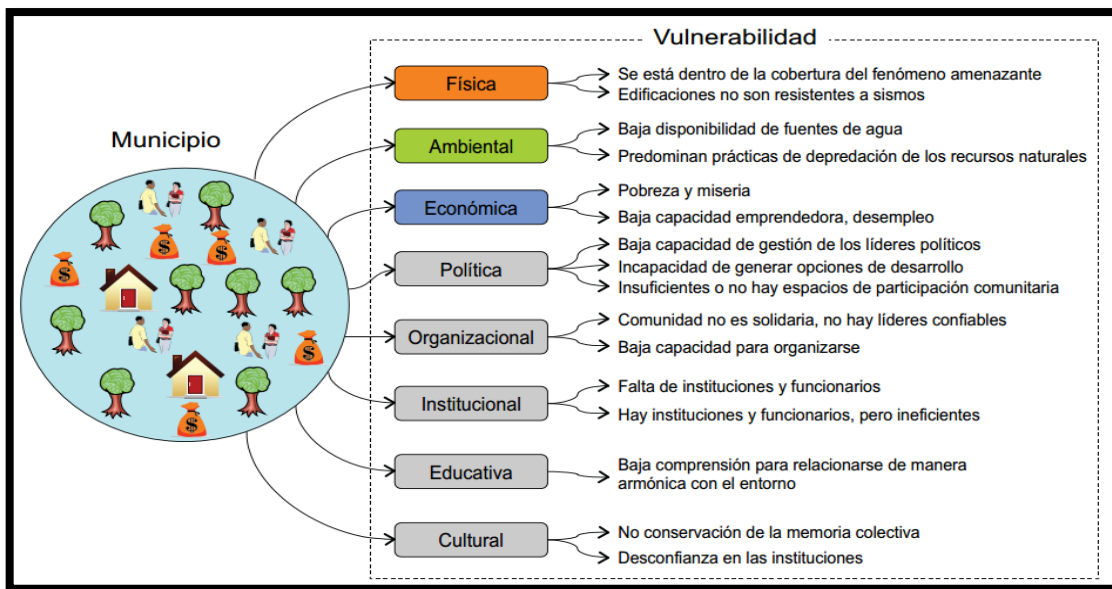 Vulnerabilidad
Municipio
Física
Se está dentro de la cobertura del fenómeno amenazante
Edificaciones no son resistentes a sismos
Ambiental
Baja disponibilidad de fuentes de agua
Predominan prácticas de depredación de los recursos naturales
Económica
Pobreza y miseria
Baja capacidad emprendedora, desempleo
Política
Baja capacidad de gestión de los líderes políticos
Incapacidad de generar opciones de desarrollo
Insuficientes o no hay espacios de participación comunitaria
Organizacional
Comunidad no es solidaria, no hay líderes confiables
Baja capacidad para organizarse
Institucional
Falta de instituciones y funcionarios
Hay instituciones y funcionarios, pero ineficientes
Educativa
Baja comprensión para relacionarse de manera
armónica con el entorno
Cultural
No conservación de la memoria colectiva
Desconfianza en las instituciones
$
$
$
$
$